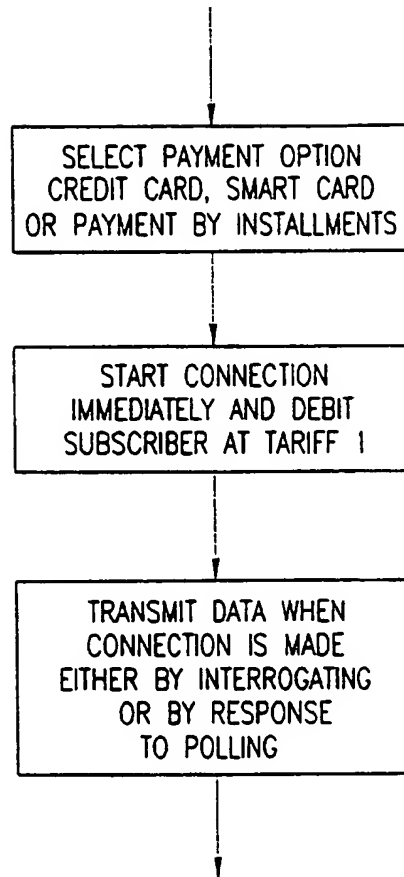 SELECT PAYMENT OPTION
CREDIT CARD, SMART CARD
OR PAYMENT BY INSTALLMENTS
START CONNECTION
IMMEDIATELY AND DEBIT
SUBSCRIBER AT TARIFF 1
TRANSMIT DATA WHEN
CONNECTION IS MADE
EITHER BY INTERROGATING
OR BY RESPONSE
TO POLLING